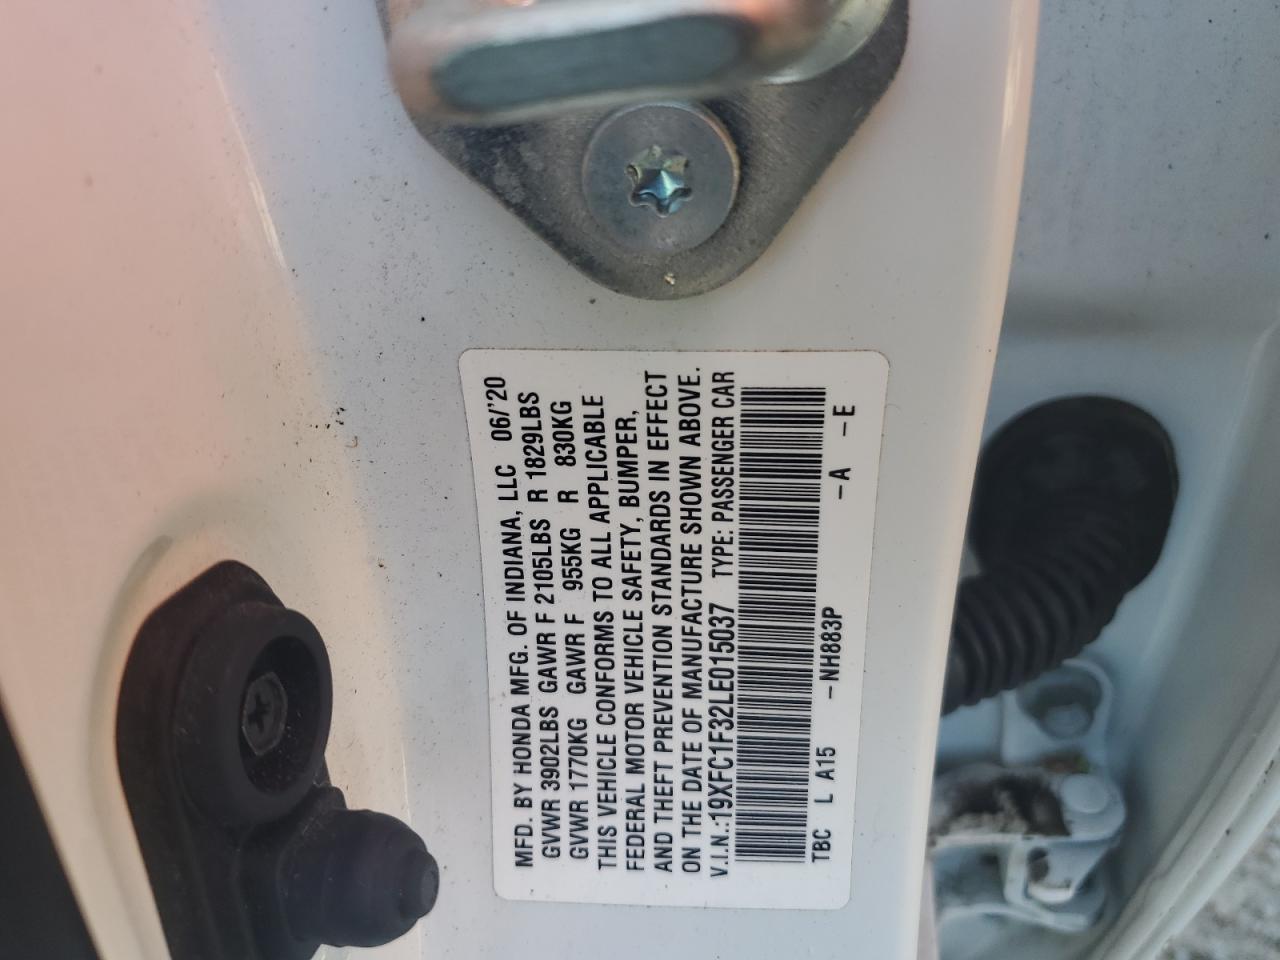 MFD. BY HONDA MFG. OF INDIANA, LLC 06/'20
GVWR 3902LBS GAWR F 2105LBS R 1829LBS
GVWR 1770KG GAWR F 955KG R 830KG
THIS VEHICLE CONFORMS TO ALL APPLICABLE
FEDERAL MOTOR VEHICLE SAFETY, BUMPER,
AND THEFT PREVENTION STANDARDS IN EFFECT
ON THE DATE OF MANUFACTURE SHOWN ABOVE.
V.I.N.:19XFC1F32LE015037 TYPE: PASSENGER CAR
TBC L A15 -NH883P -A -E